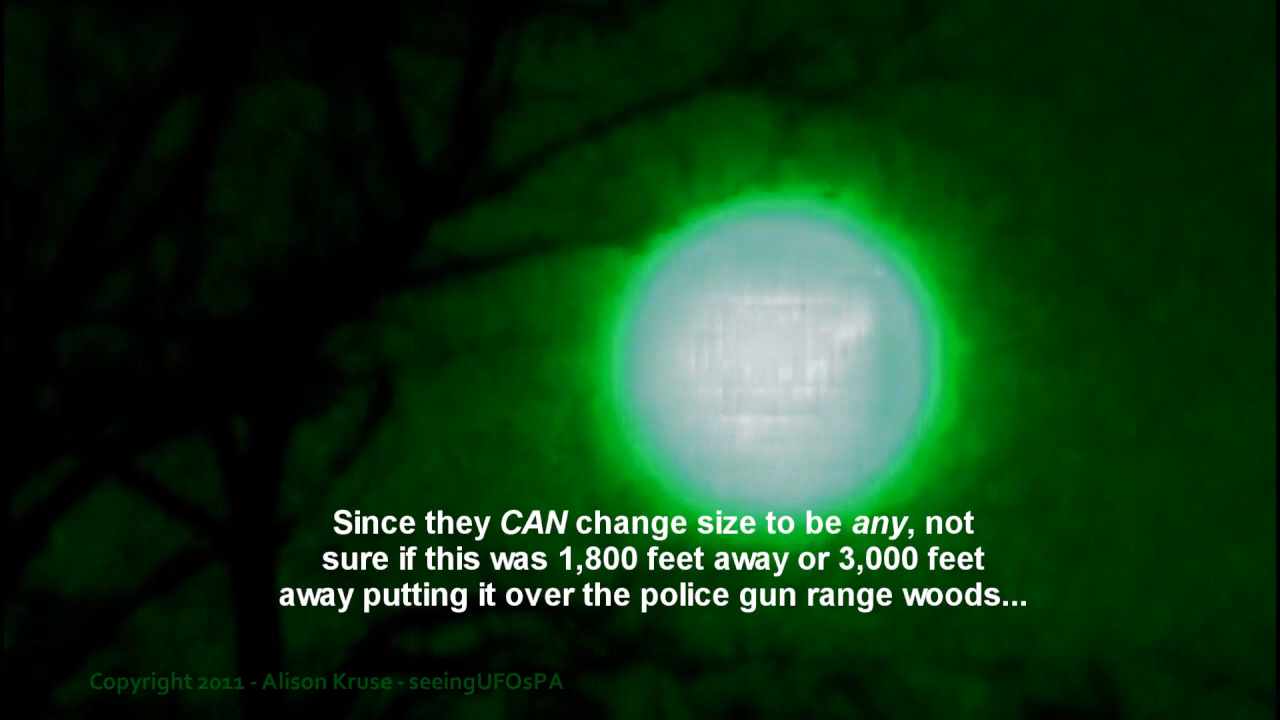 Since they CAN change size to be any, not
sure if this was 1,800 feet away or 3,000 feet
away putting it over the police gun range woods...
Copyright 2011 - Alison Kruse - seeingUFOsPA